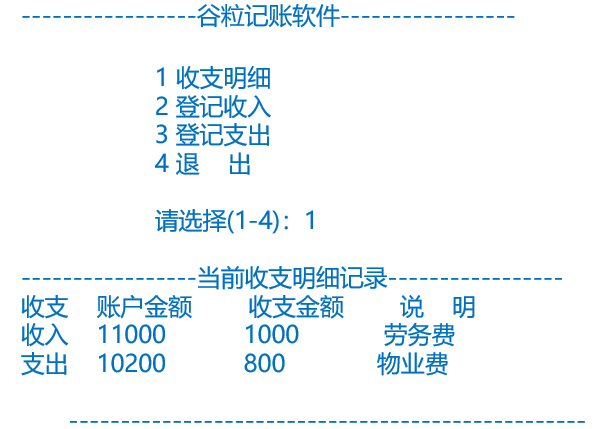 -----------------谷粒记账软件-----------------
1 收支明细
2 登记收入
3 登记支出
4 退    出
请选择(1-4)：1
-----------------当前收支明细记录-----------------
收支    账户金额    收支金额    说    明
收入    11000    1000    劳务费
支出    10200    800    物业费
--------------------------------------------------